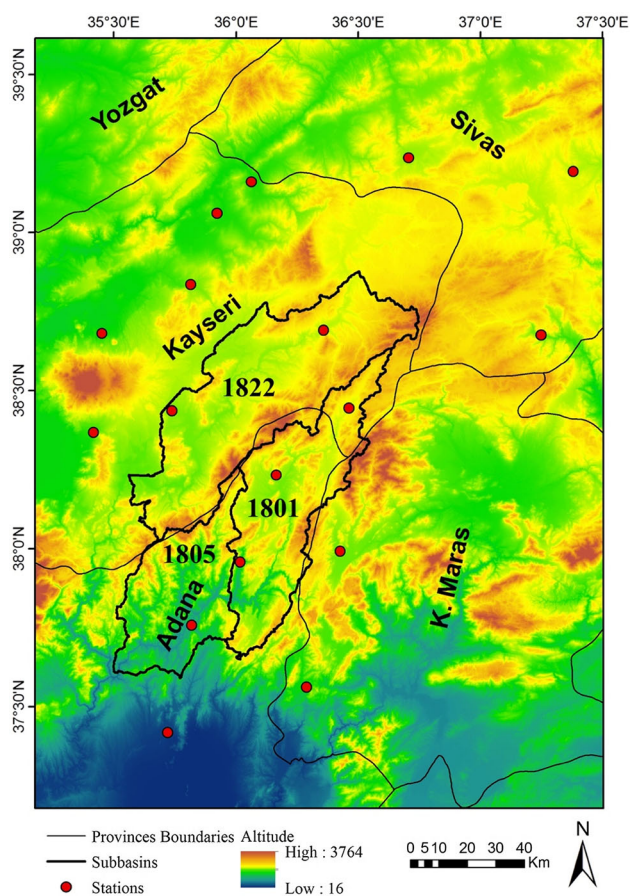 35°30'E 36°0'E 36°30'E 37°0'E 37°30'E
39°30'N
Yozgat
Sivas
39°0'N
Kayseri
38°30'N
1822
1801
38°0'N
1805
K. Maras
Adana
37°30'N
Provinces Boundaries
Subbasins
Stations
Altitude
High : 3764
Low : 16
0 5 10 20 30 40
Km
N